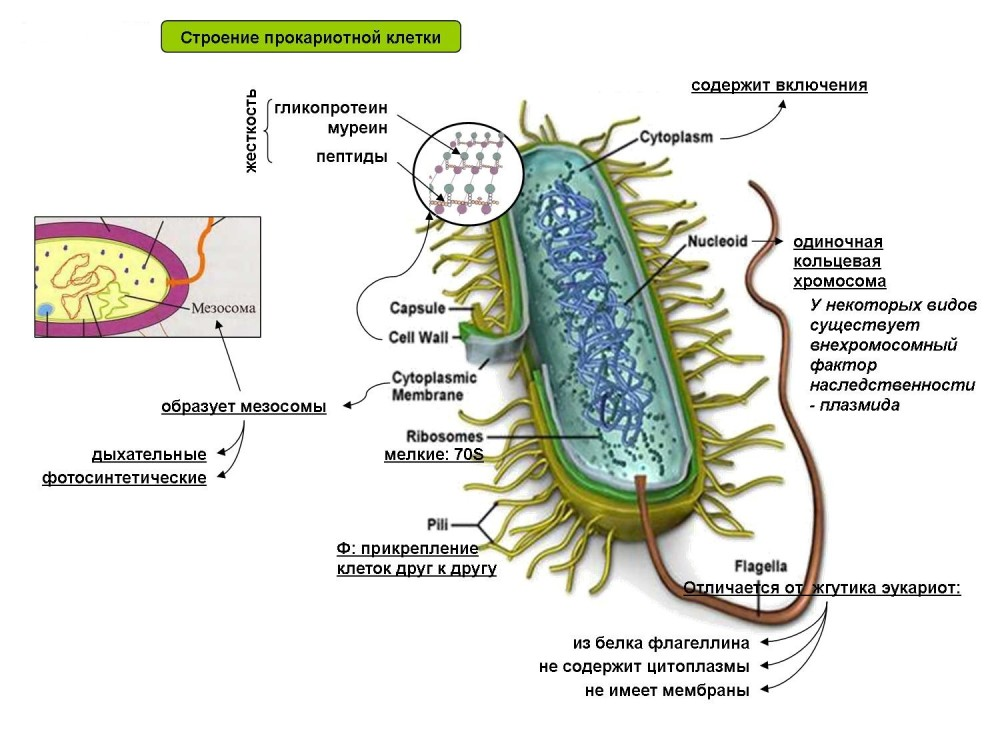 Строение прокариотной клетки
содержит включения
жесткость
гликопротеин
муреин
пептиды
Cytoplasm
Nucleoid
одиночная
кольцевая
хромосома
У некоторых видов
существует
внехромосомный
фактор
наследственности
- плазмида
Мезосома
Capsule
Cell Wall
Cytoplasmic
Membrane
образует мезосомы
дыхательные
фотосинтетические
Ribosomes
мелкие: 70S
Pili
Ф: прикрепление
клеток друг к другу
Flagella
Отличается от жгутика эукариот:
из белка флагеллина
не содержит цитоплазмы
не имеет мембраны